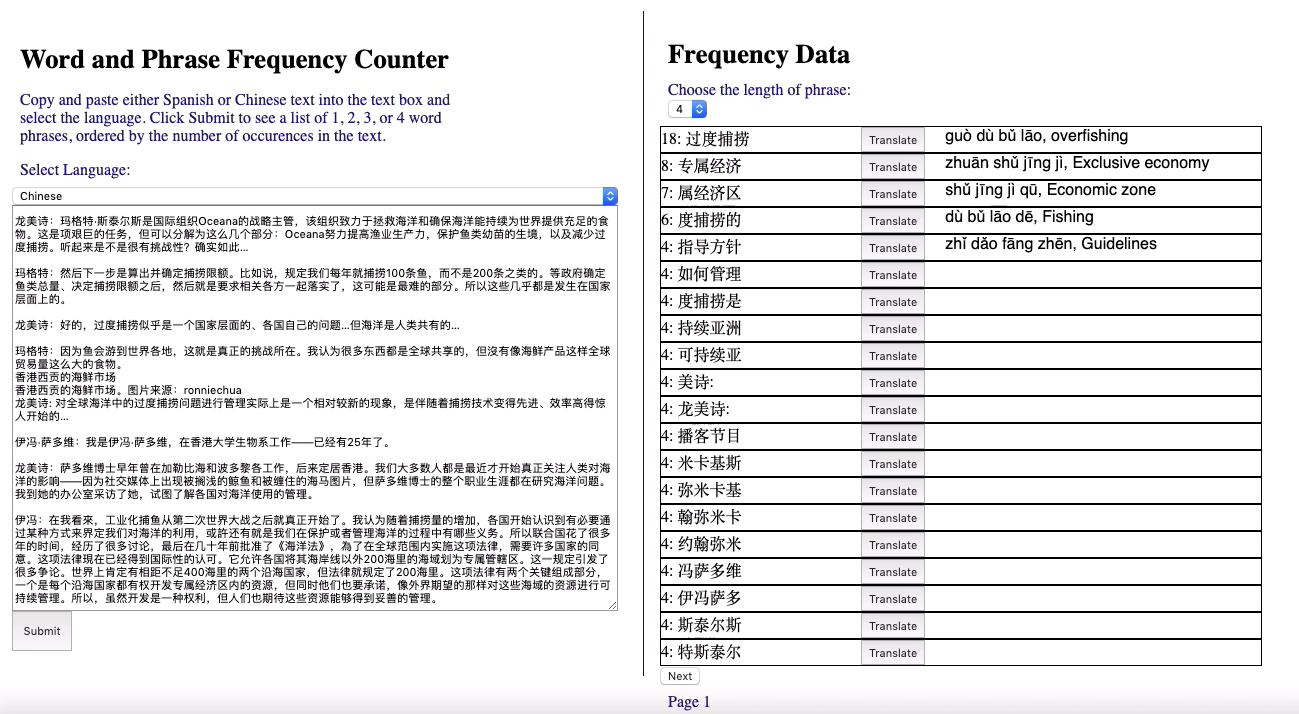 Word and Phrase Frequency Counter
Copy and paste either Spanish or Chinese text into the text box and
select the language. Click Submit to see a list of 1, 2, 3, or 4 word
phrases, ordered by the number of occurences in the text.
Select Language:
Chinese
龙美诗：玛格特·斯泰尔斯是国际组织Oceana的战略主管，该组织致力于拯救海洋和确保海洋能持续为世界提供充足的食
物。这是项艰巨的任务，但可以分解为这么几个部分：Oceana努力提高渔业生产力，保护鱼类幼苗的生境，以及减少过
度捕捞。听起来是不是很有挑战性？确实如此...
玛格特：然后下一步是算出并确定捕捞限额。比如说，规定我们每年就捕捞100条鱼，而不是200条之类的。等政府确定
鱼类总量、决定捕捞限额之后，然后就是要求相关各方一起落实了，这可能是最难的部分。所以这些几乎都是发生在国家
层面上的。
龙美诗：好的，过度捕捞似乎是一个国家层面的、各国自己的问题...但海洋是人类共有的...
玛格特：因为鱼会游到世界各地，这就是真正的挑战所在。我认为很多东西都是全球共享的，但沒有像海鲜产品这样全球
贸易量这么大的食物。
香港西贡的海鲜市场
香港西贡的海鲜市场。图片来源：ronniechua
龙美诗: 对全球海洋中的过度捕捞问题进行管理实际上是一个相对较新的现象，是伴随着捕捞技术变得先进、效率高得惊
人开始的...
伊冯·萨多维：我是伊冯·萨多维，在香港大学生物系工作——已经有25年了。
龙美诗：萨多维博士早年曾在加勒比海和波多黎各工作，后来定居香港。我们大多数人都是最近才开始真正关注人类对海
洋的影响——因为社交媒体上出现被搁浅的鲸鱼和被缠住的海马图片，但萨多维博士的整个职业生涯都在研究海洋问题。
我到她的办公室采访了她，试图了解各国对海洋使用的管理。
伊冯：在我看來，工业化捕鱼从第二次世界大战之后就真正开始了。我认为随着捕捞量的增加，各国开始认识到有必要通
过某种方式来界定我们对海洋的利用，或許还有就是我们在保护或者管理海洋的过程中有哪些义务。所以联合国花了很多
年的时间，经历了很多讨论，最后在几十年前批准了《海洋法》，為了在全球范围内实施这项法律，需要许多国家的同
意。这项法律現在已经得到国际性的认可。它允许各国将其海岸线以外200海里的海域划为专属管辖区。这一规定引发了
很多争论。世界上肯定有相距不足400海里的两个沿海国家，但法律就规定了200海里。这项法律有两个关键组成部分，
一个是每个沿海国家都有权开发专属经济区内的资源，但同时他们也要承诺，像外界期望的那样对这些海域的资源进行可
持续管理。所以，虽然开发是一种权利，但人们也期待这些资源能够得到妥善的管理。
Submit
Frequency Data
Choose the length of phrase:
4
18: 过度捕捞 Translate guò dù bǔ lāo, overfishing
8: 专属经济 Translate zhuān shǔ jīng jì, Exclusive economy
7: 属经济区 Translate shǔ jīng jì qū, Economic zone
6: 度捕捞的 Translate dù bǔ lāo dē, Fishing
4: 指导方针 Translate zhǐ dǎo fāng zhēn, Guidelines
4: 如何管理 Translate
4: 度捕捞是 Translate
4: 持续亚洲 Translate
4: 可持续亚 Translate
4: 美诗: Translate
4: 龙美诗: Translate
4: 播客节目 Translate
4: 米卡基斯 Translate
4: 弥米卡基 Translate
4: 翰弥米卡 Translate
4: 约翰弥米 Translate
4: 冯萨多维 Translate
4: 伊冯萨多 Translate
4: 斯泰尔斯 Translate
4: 特斯泰尔 Translate
Next
Page 1